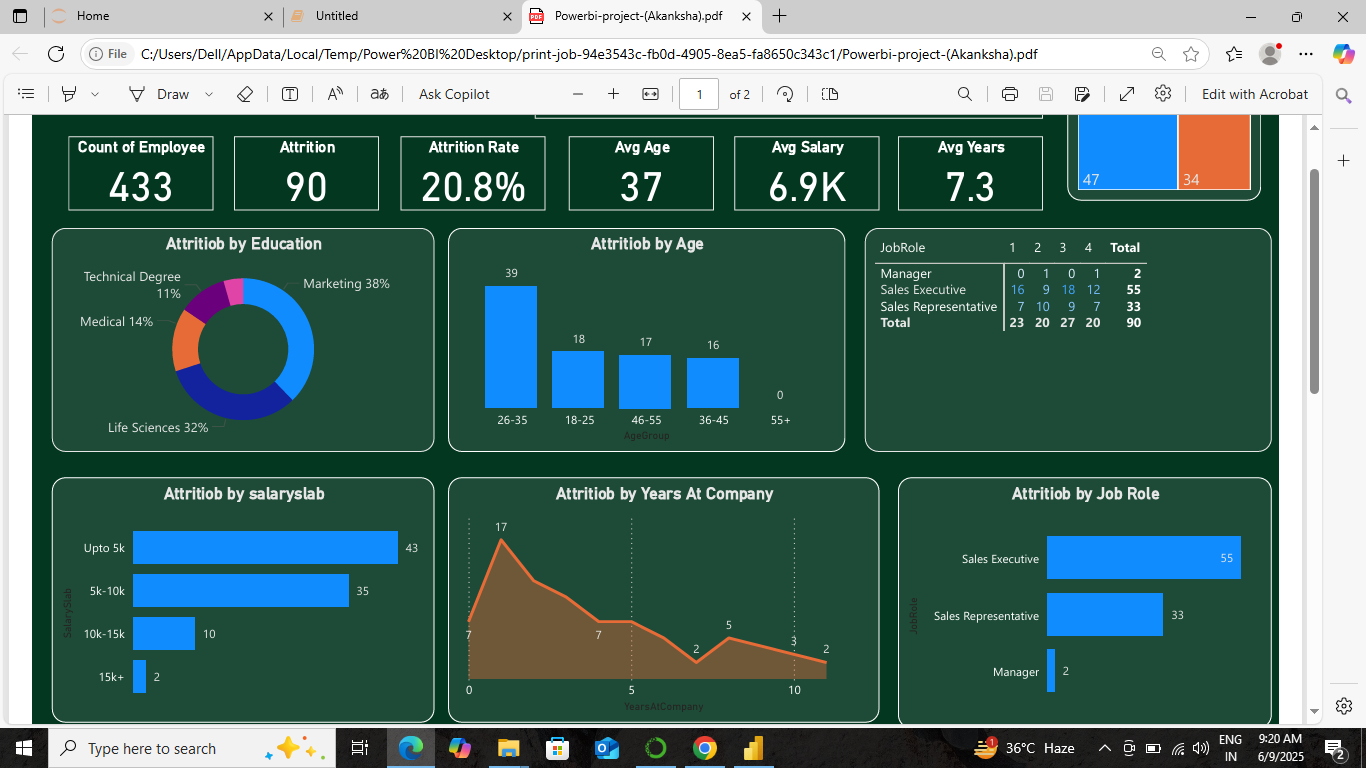 Home
Untitled
Powerbi-project-(Akanksha).pdf
File
C:/Users/Dell/AppData/Local/Temp/Power%20BI%20Desktop/print-job-94e3543c-fb0d-4905-8ea5-fa8650c343c1/Powerbi-project-(Akanksha).pdf
Draw
Ask Copilot
1 of 2
Edit with Acrobat
Count of Employee
433
Attrition
90
Attrition Rate
20.8%
Avg Age
37
Avg Salary
6.9K
Avg Years
7.3
47
34
Attritiob by Education
Technical Degree
11%
Marketing 38%
Medical 14%
Life Sciences 32%
Attritiob by Age
39
18
17
16
0
26-35 18-25 46-55 36-45 55+
AgeGroup
JobRole 1 2 3 4 Total
Manager 0 1 0 1 2
Sales Executive 16 9 18 12 55
Sales Representative 7 10 9 7 33
Total 23 20 27 20 90
Attritiob by salaryslab
SalarySlab
Upto 5k 43
5k-10k 35
10k-15k 10
15k+ 2
Attritiob by Years At Company
17
7
7
2
5
3
2
0 5 10
YearsAtCompany
Attritiob by Job Role
JobRole
Sales Executive 55
Sales Representative 33
Manager 2
Type here to search
1
36°C Haze
ENG
IN
9:20 AM
6/9/2025
2